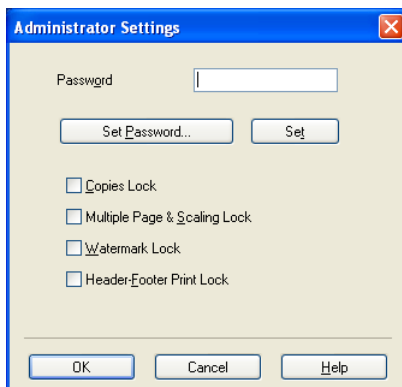 Administrator Settings
Password
Set Password... Set
Copies Lock
Multiple Page & Scaling Lock
Watermark Lock
Header-Footer Print Lock
OK Cancel Help